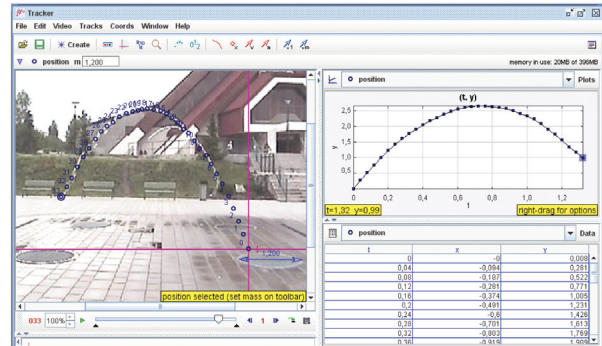 Tracker
File Edit Video Tracks Coords Window Help
Create
position m 1,200
memory in use: 20MB of 396MB
1,200
position selected (set mass on toolbar)
033 100% 1
position Plots
(t, y)
2,5
2,0
1,5
1,0
0,5
y
0 0,2 0,4 0,6 0,8 1,0 1,2
t
t=1,32 y=0,99 right-drag for options
position Data
t x y
0 -0 0,008
0,04 -0,094 0,281
0,08 -0,187 0,522
0,12 -0,281 0,771
0,16 -0,374 1,005
0,2 -0,491 1,231
0,24 -0,6 1,426
0,28 -0,701 1,613
0,32 -0,803 1,769
0,36 -0,919 1,909